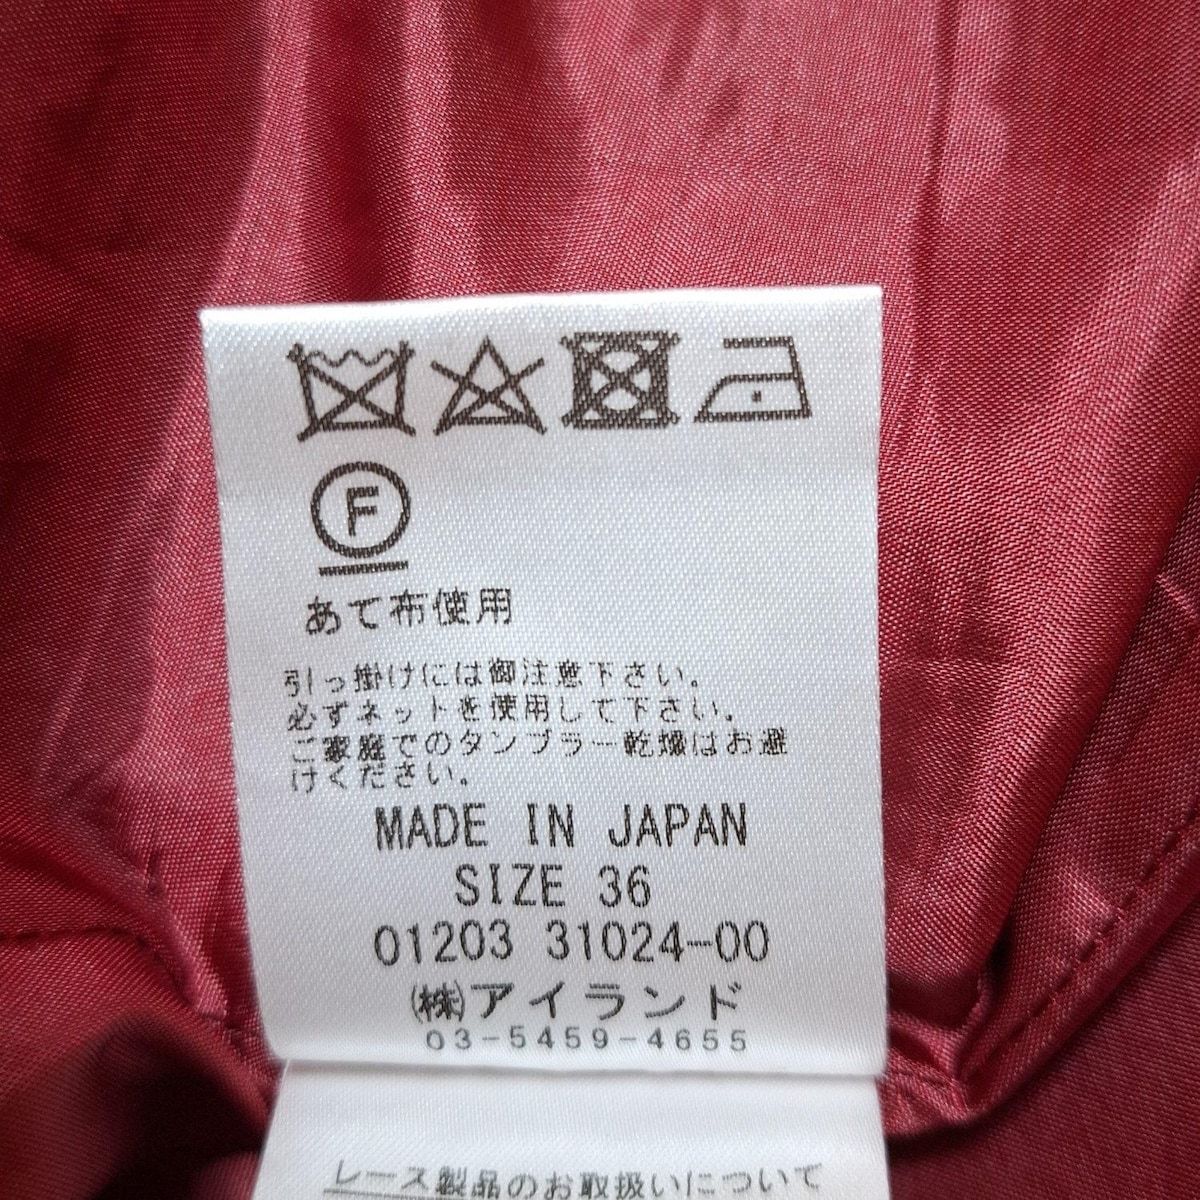 F
あて布使用
引っ掛けには御注意下さい。
必ずネットを使用して下さい。
ご家庭でのタンブラー乾燥はお避
けください。
MADE IN JAPAN
SIZE 36
01203 31024-00
㈱アイランド
03-5459-4655
レース製品のお取扱いについて